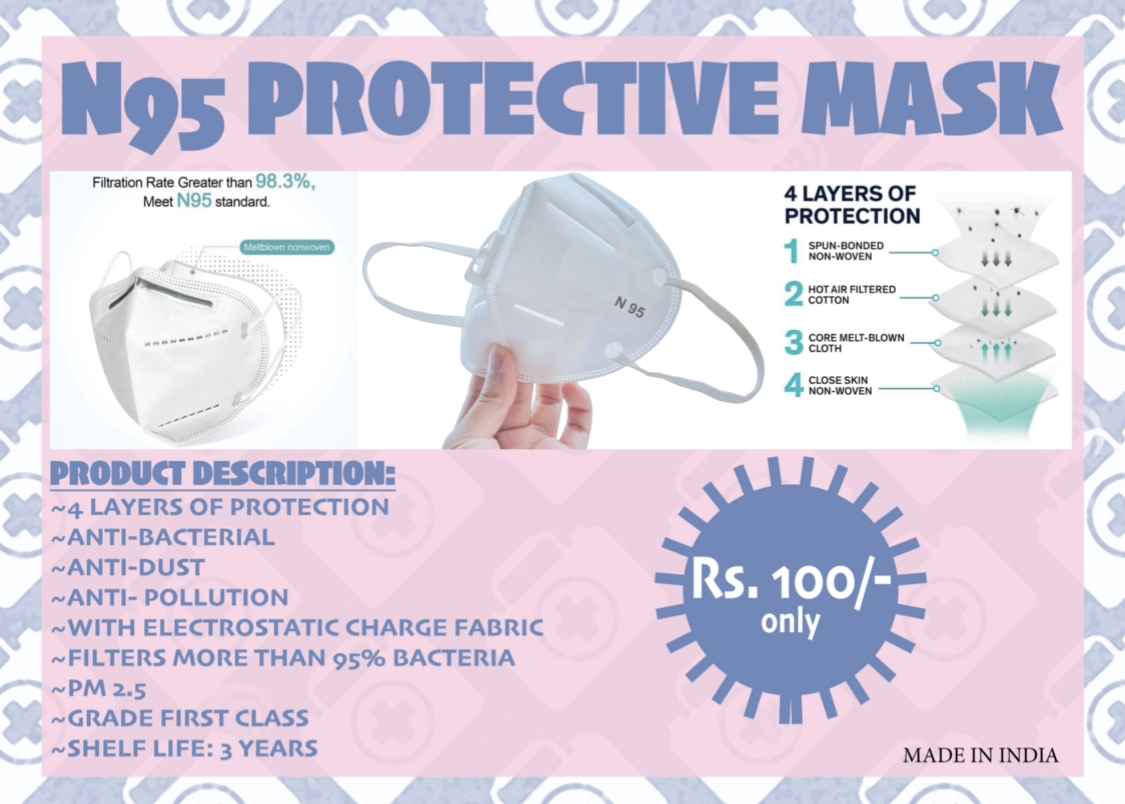 N95 PROTECTIVE MASK
Filtration Rate Greater than 98.3%,
Meet N95 standard.
Meltblown nonwoven
N 95
4 LAYERS OF
PROTECTION
1 SPUN-BONDED
NON-WOVEN
2 HOT AIR FILTERED
COTTON
3 CORE MELT-BLOWN
CLOTH
4 CLOSE SKIN
NON-WOVEN
PRODUCT DESCRIPTION:
~4 LAYERS OF PROTECTION
~ANTI-BACTERIAL
~ANTI-DUST
~ANTI- POLLUTION
~WITH ELECTROSTATIC CHARGE FABRIC
~FILTERS MORE THAN 95% BACTERIA
~PM 2.5
~GRADE FIRST CLASS
~SHELF LIFE: 3 YEARS
Rs. 100/-
only
MADE IN INDIA